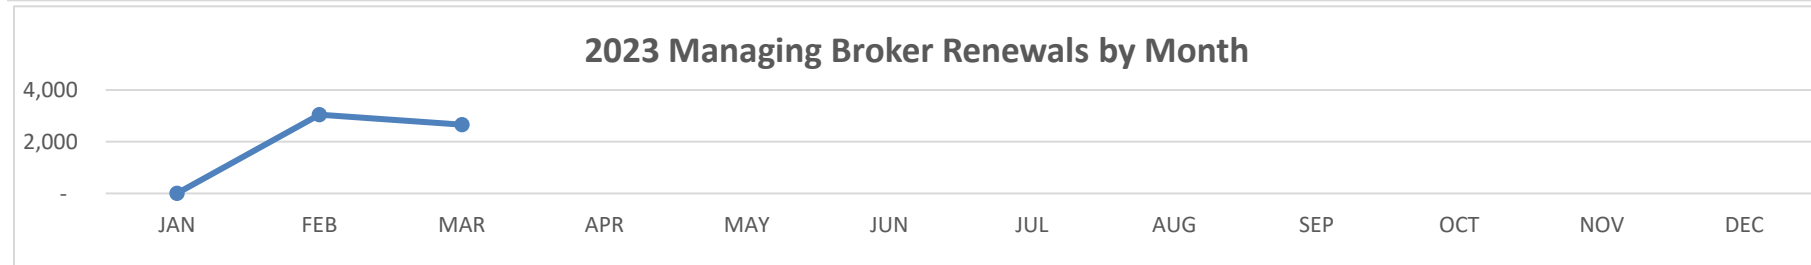 2023 Managing Broker Renewals by Month
4,000
2,000
-
JAN FEB MAR APR MAY JUN JUL AUG SEP OCT NOV DEC